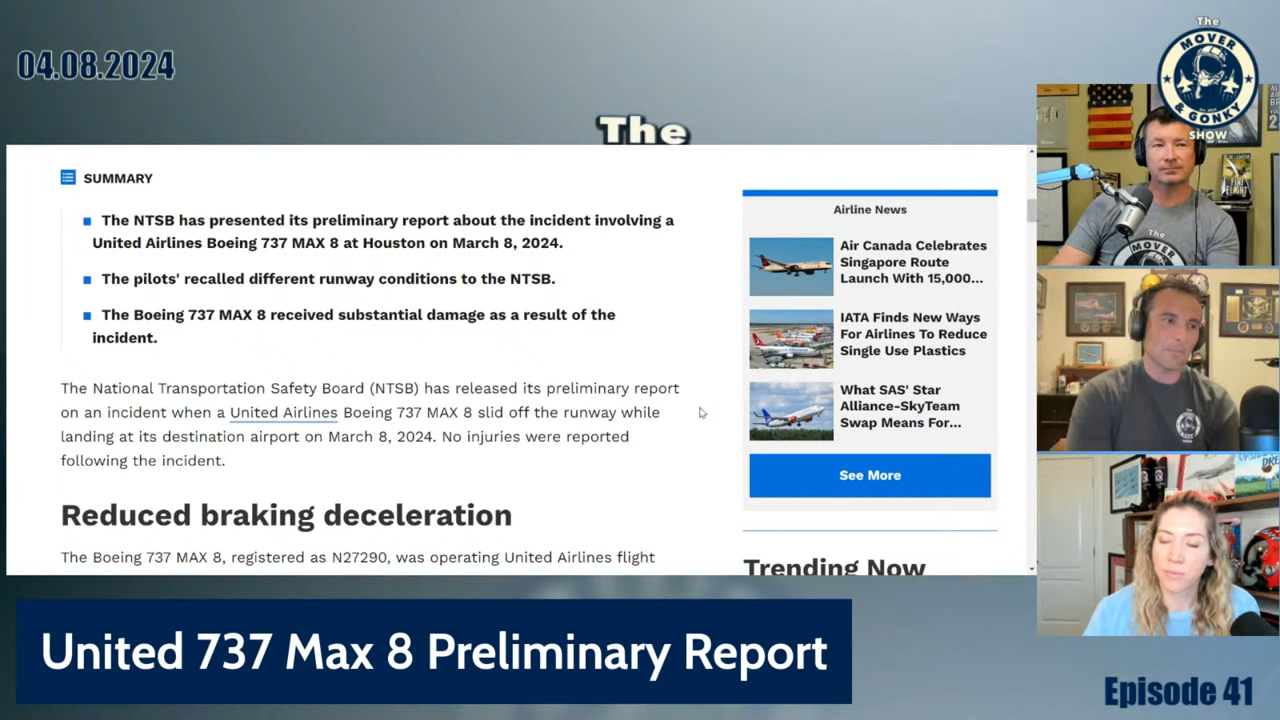 04.08.2024
The
MOVER
& GONKY
SHOW
The
SUMMARY
The NTSB has presented its preliminary report about the incident involving a
United Airlines Boeing 737 MAX 8 at Houston on March 8, 2024.
The pilots' recalled different runway conditions to the NTSB.
The Boeing 737 MAX 8 received substantial damage as a result of the
incident.
The National Transportation Safety Board (NTSB) has released its preliminary report
on an incident when a United Airlines Boeing 737 MAX 8 slid off the runway while
landing at its destination airport on March 8, 2024. No injuries were reported
following the incident.
Reduced braking deceleration
The Boeing 737 MAX 8, registered as N27290, was operating United Airlines flight
Airline News
Air Canada Celebrates
Singapore Route
Launch With 15,000...
IATA Finds New Ways
For Airlines To Reduce
Single Use Plastics
What SAS' Star
Alliance-SkyTeam
Swap Means For...
See More
Trending Now
The
MOVER
FINI
FLIGHT
United 737 Max 8 Preliminary Report
Episode 41